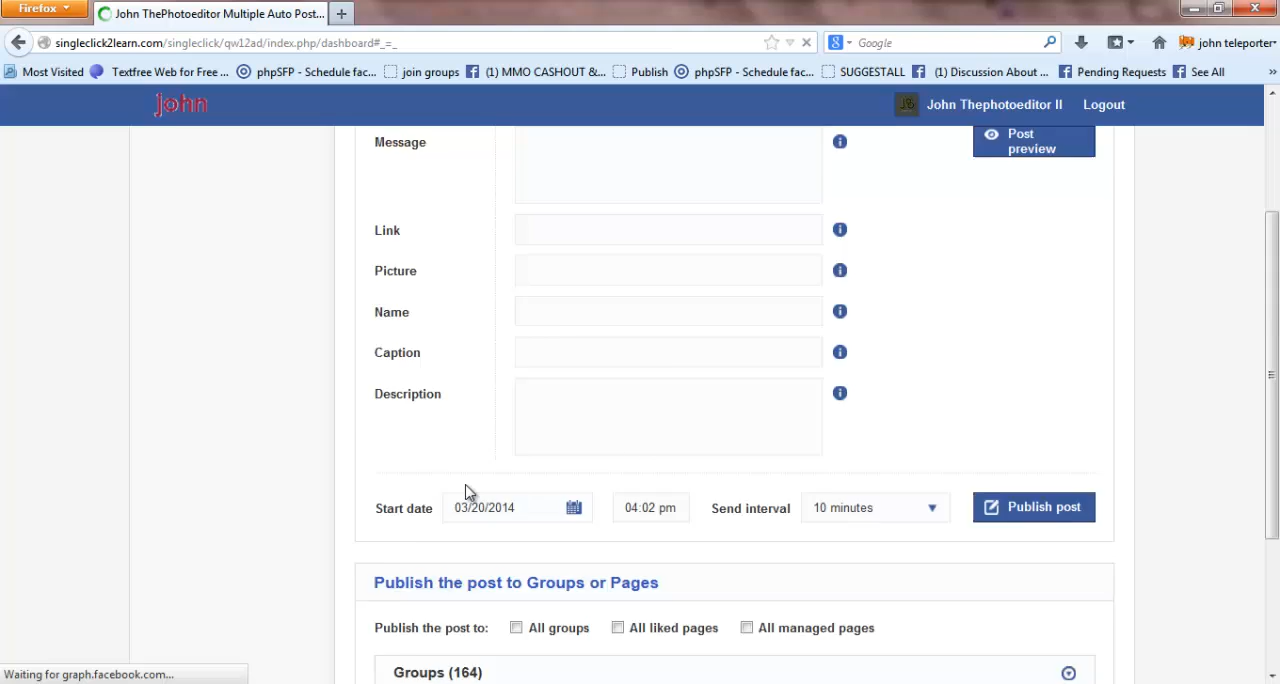 Firefox
John ThePhotoeditor Multiple Auto Post...
singleclick2learn.com/singleclick/qw12ad/index.php/dashboard#_=_
Google
john teleporter
Most Visited
Textfree Web for Free ...
phpSFP - Schedule fac...
join groups
(1) MMO CASHOUT &...
Publish
phpSFP - Schedule fac...
SUGGESTALL
(1) Discussion About ...
Pending Requests
See All
»
john
John Thephotoeditor II
Logout
Message
Post
preview
Link
Picture
Name
Caption
Description
Start date
03/20/2014
04:02 pm
Send interval
10 minutes
Publish post
Publish the post to Groups or Pages
Publish the post to:
All groups
All liked pages
All managed pages
Groups (164)
Waiting for graph.facebook.com...